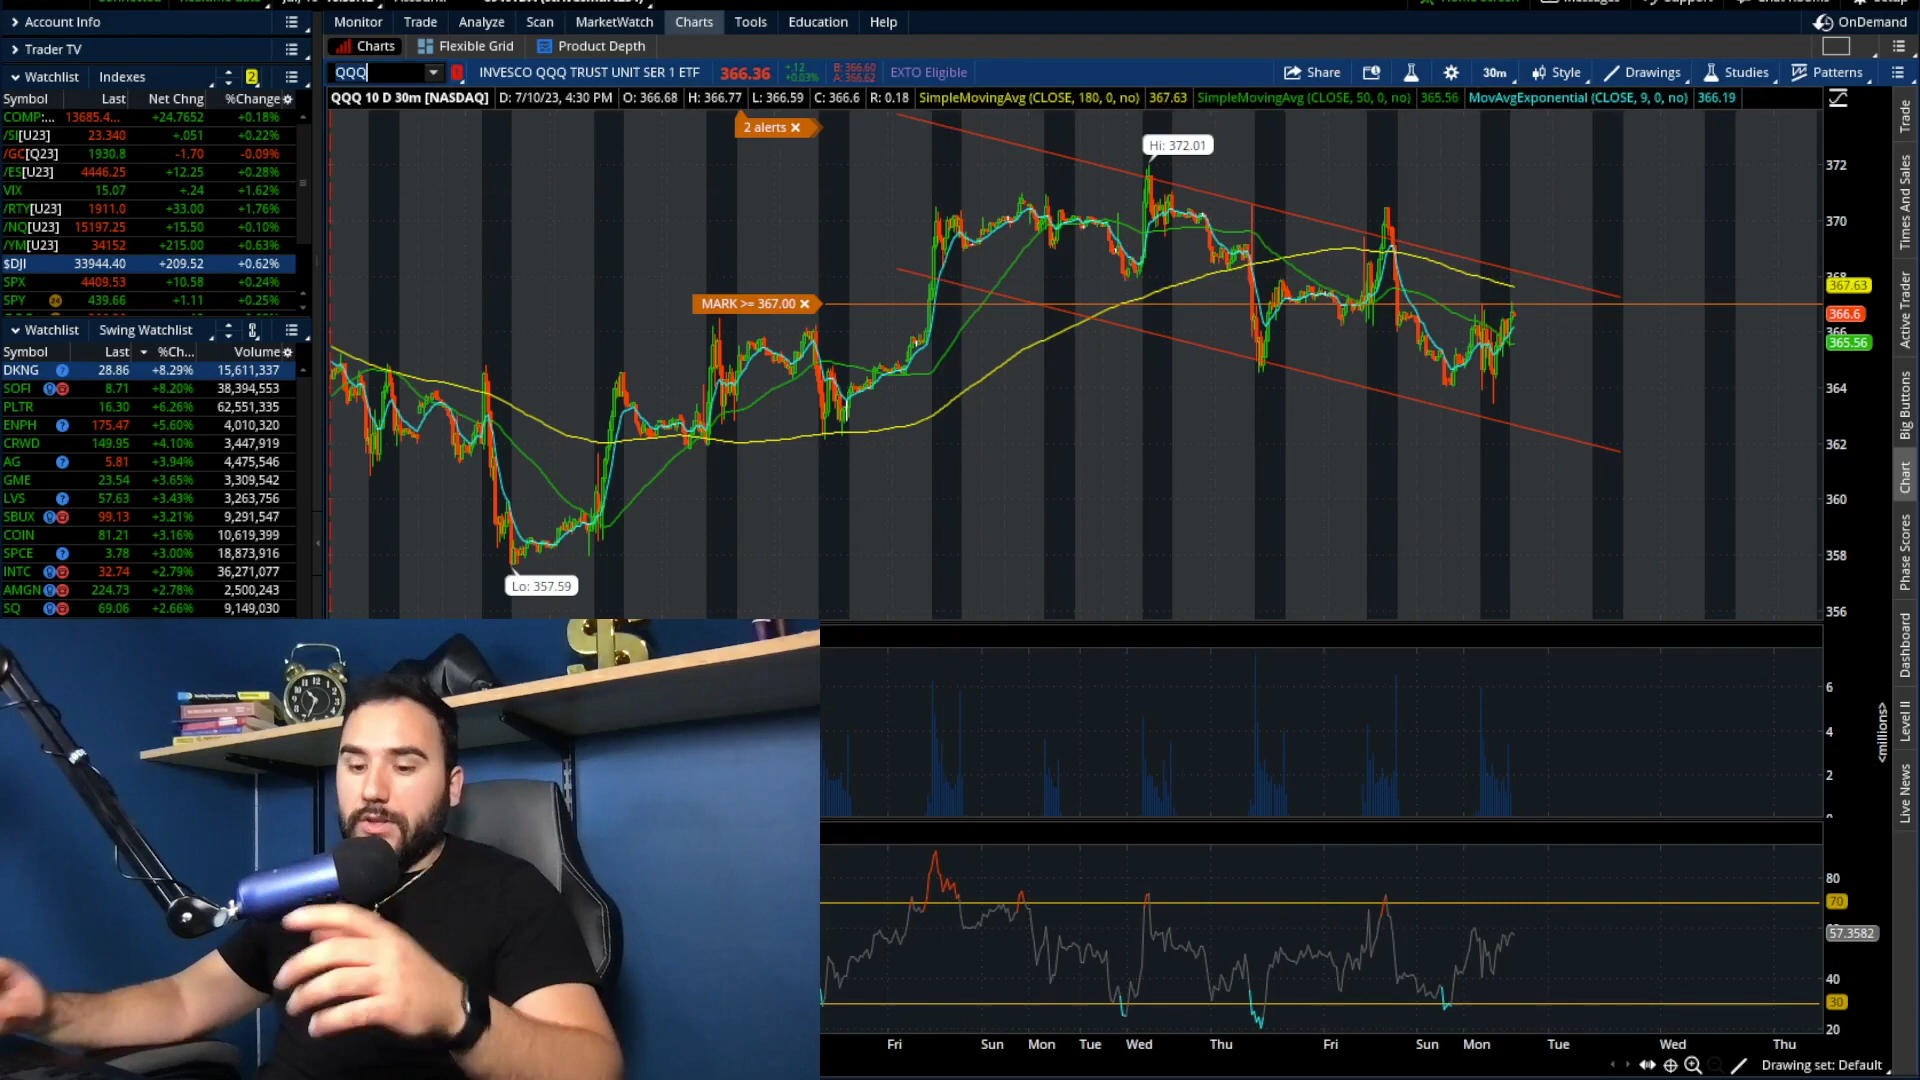 Account Info
Trader TV
Watchlist Indexes 2
Symbol Last Net Chng %Change
COMP:... 13685.4... +24.7652 +0.18%
/SI[U23] 23.340 +.051 +0.22%
/GC[Q23] 1930.8 -1.70 -0.09%
/ES[U23] 4446.25 +12.25 +0.28%
VIX 15.07 +.24 +1.62%
/RTY[U23] 1911.0 +33.00 +1.76%
/NQ[U23] 15197.25 +15.50 +0.10%
/YM[U23] 34152 +215.00 +0.63%
$DJI 33944.40 +209.52 +0.62%
SPX 4409.53 +10.58 +0.24%
SPY 439.66 +1.11 +0.25%
Watchlist Swing Watchlist
Symbol Last %Ch... Volume
DKNG 28.86 +8.29% 15,611,337
SOFI 8.71 +8.20% 38,394,553
PLTR 16.30 +6.26% 62,551,335
ENPH 175.47 +5.60% 4,010,320
CRWD 149.95 +4.10% 3,447,919
AG 5.81 +3.94% 4,475,546
GME 23.54 +3.65% 3,309,542
LVS 57.63 +3.43% 3,263,756
SBUX 99.13 +3.21% 9,291,547
COIN 81.21 +3.16% 10,619,399
SPCE 3.78 +3.00% 18,873,916
INTC 32.74 +2.79% 36,271,077
AMGN 224.73 +2.78% 2,500,243
SQ 69.06 +2.66% 9,149,030
Monitor Trade Analyze Scan MarketWatch Charts Tools Education Help
OnDemand
Charts Flexible Grid Product Depth
QQQ INVESCO QQQ TRUST UNIT SER 1 ETF 366.36 +.12 +0.03% B: 366.60 A: 366.62 EXTO Eligible Share 30m Style Drawings Studies Patterns
QQQ 10 D 30m [NASDAQ] D: 7/10/23, 4:30 PM O: 366.68 H: 366.77 L: 366.59 C: 366.6 R: 0.18 SimpleMovingAvg (CLOSE, 180, 0, no) 367.63 SimpleMovingAvg (CLOSE, 50, 0, no) 365.56 MovAvgExponential (CLOSE, 9, 0, no) 366.19
2 alerts
Hi: 372.01
MARK >= 367.00
Lo: 357.59
372
370
368
367.63
366.6
366
365.56
364
362
360
358
356
6
4
2
0
<millions>
80
70
57.3582
40
30
20
Fri Sun Mon Tue Wed Thu Fri Sun Mon Tue Wed Thu
Drawing set: Default
Trade
Times And Sales
Active Trader
Big Buttons
Chart
Phase Scores
Dashboard
Level II
Live News